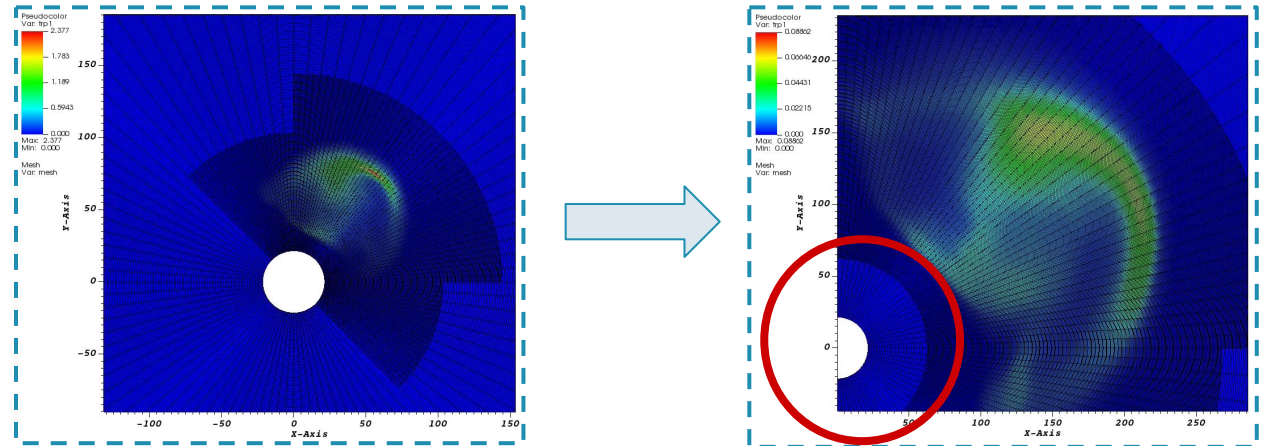 Pseudocolor
Var: trp1
2.377
1.783
1.189
0.5943
0.000
Max: 2.377
Min: 0.000
Mesh
Var: mesh
150
100
50
0
-50
Y-Axis
-100
-50
0
50
100
150
X-Axis
Pseudocolor
Var: trp1
0.08862
0.06646
0.04431
0.02215
0.000
Max: 0.08862
Min: 0.000
Mesh
Var: mesh
200
150
100
50
0
Y-Axis
50
100
150
200
250
X-Axis